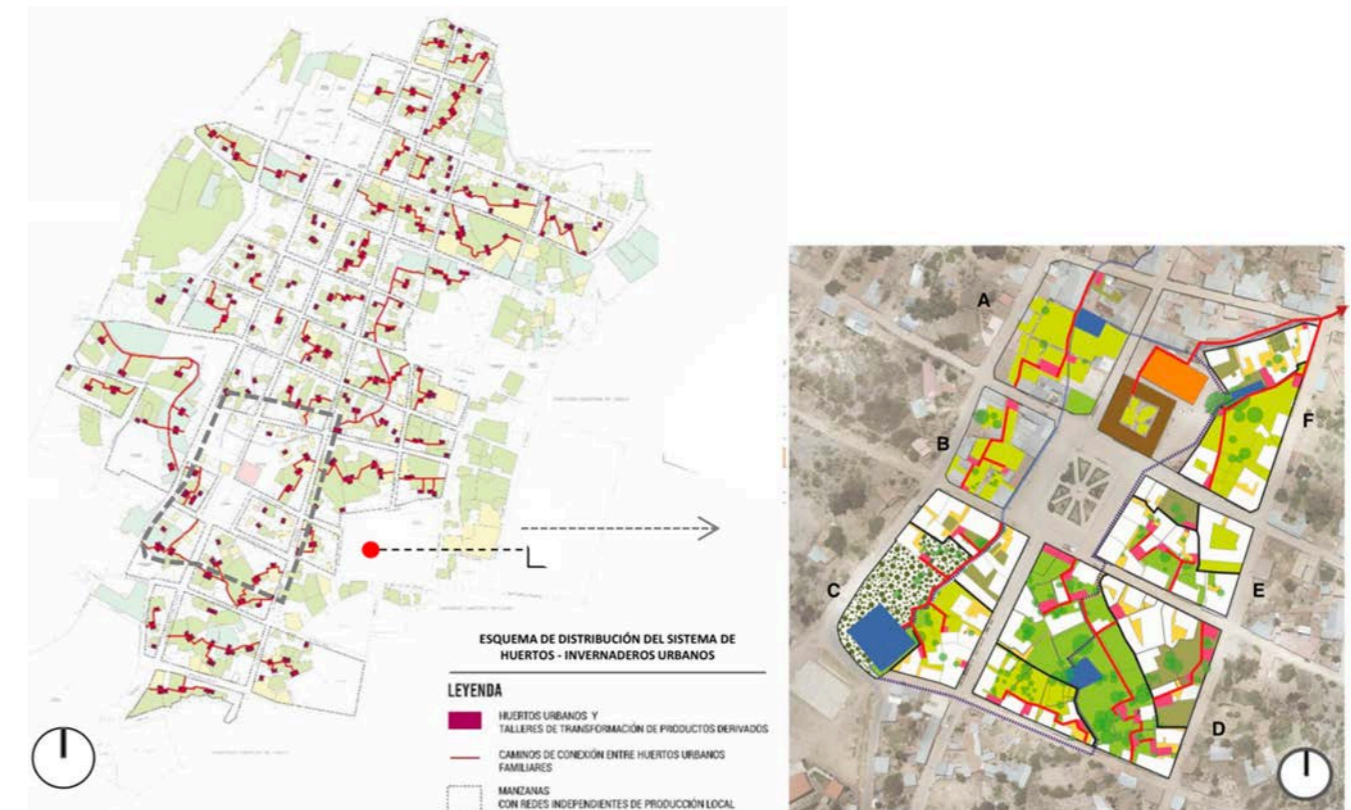 ESQUEMA DE DISTRIBUCIÓN DEL SISTEMA DE
HUERTOS - INVERNADEROS URBANOS
LEYENDA
HUERTOS URBANOS Y
TALLERES DE TRANSFORMACIÓN DE PRODUCTOS DERIVADOS
CAMINOS DE CONEXIÓN ENTRE HUERTOS URBANOS
FAMILIARES
MANZANAS
CON REDES INDEPENDIENTES DE PRODUCCIÓN LOCAL
A
B
C
D
E
F